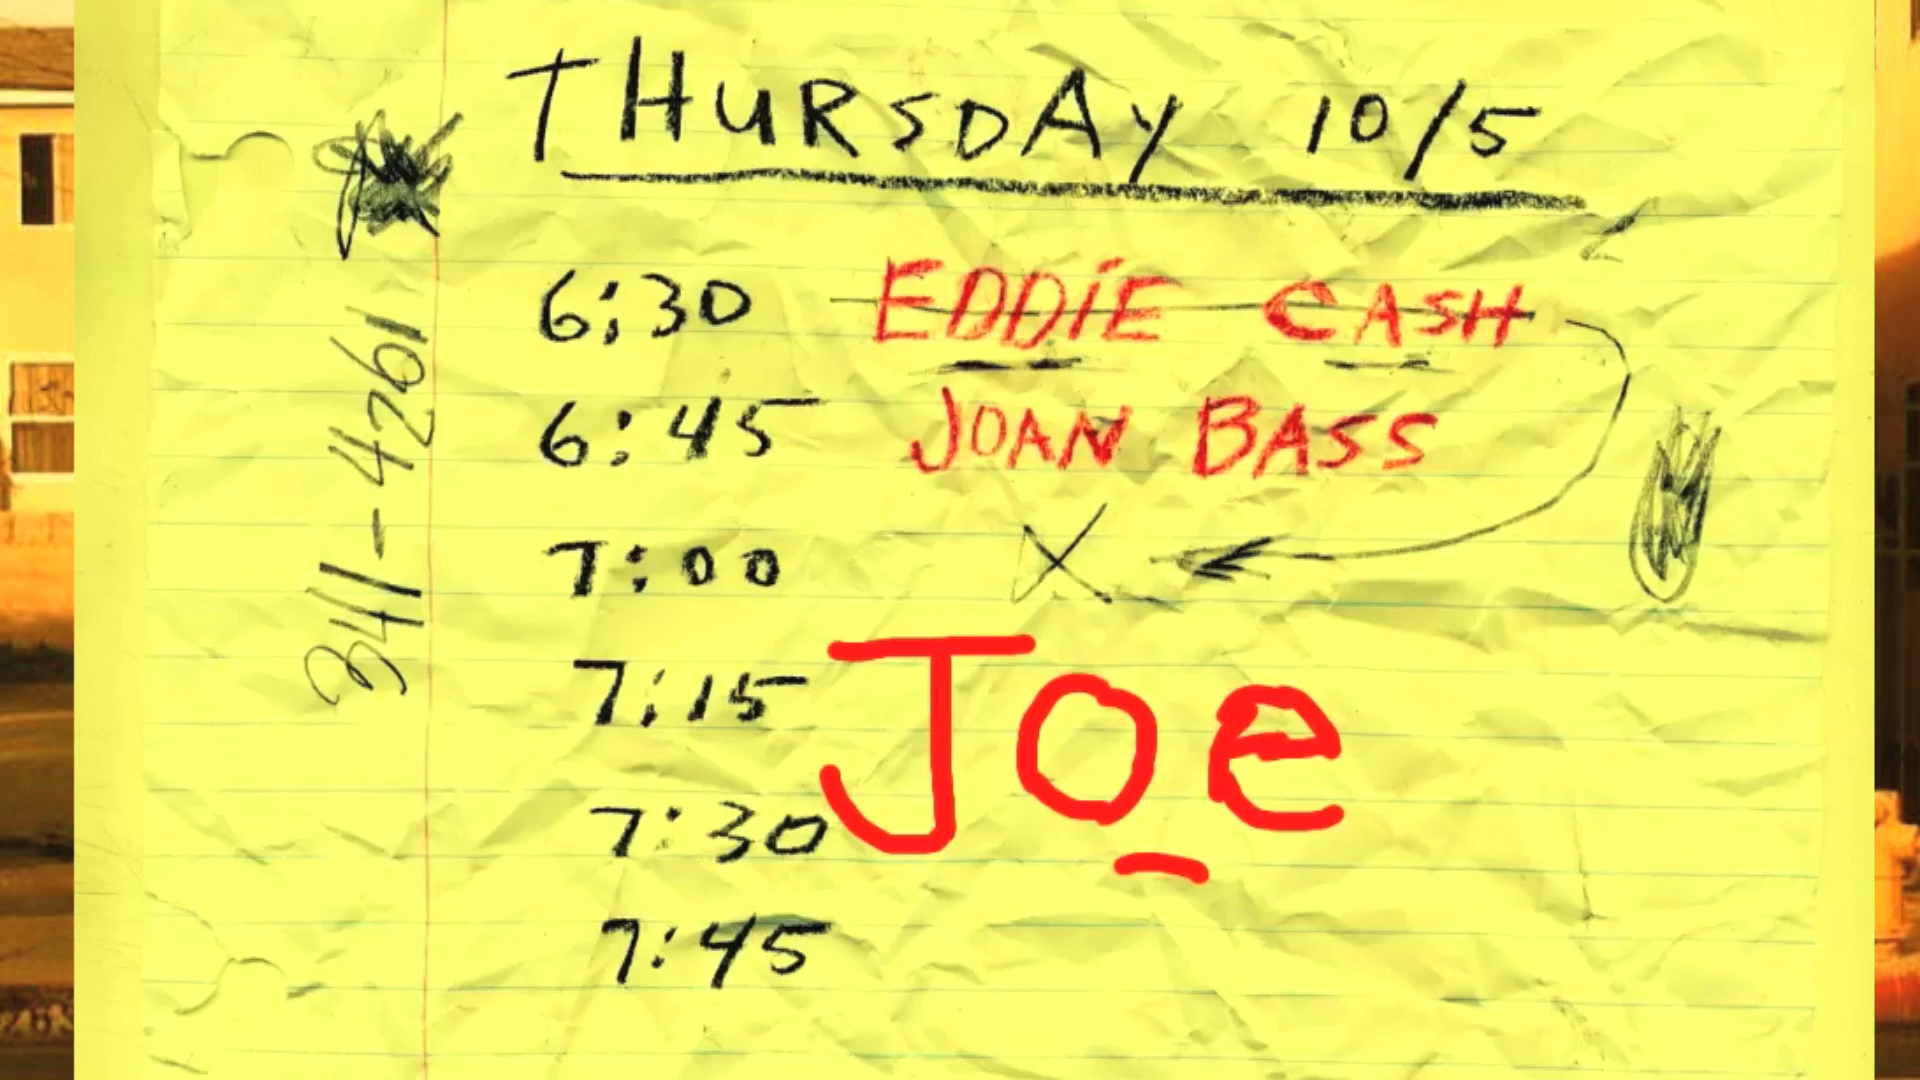 THURSDAY 10/5
6:30 EDDIE CASH
6:45 JOAN BASS
7:00 X
7:15 Joe
7:30
7:45
341-4261